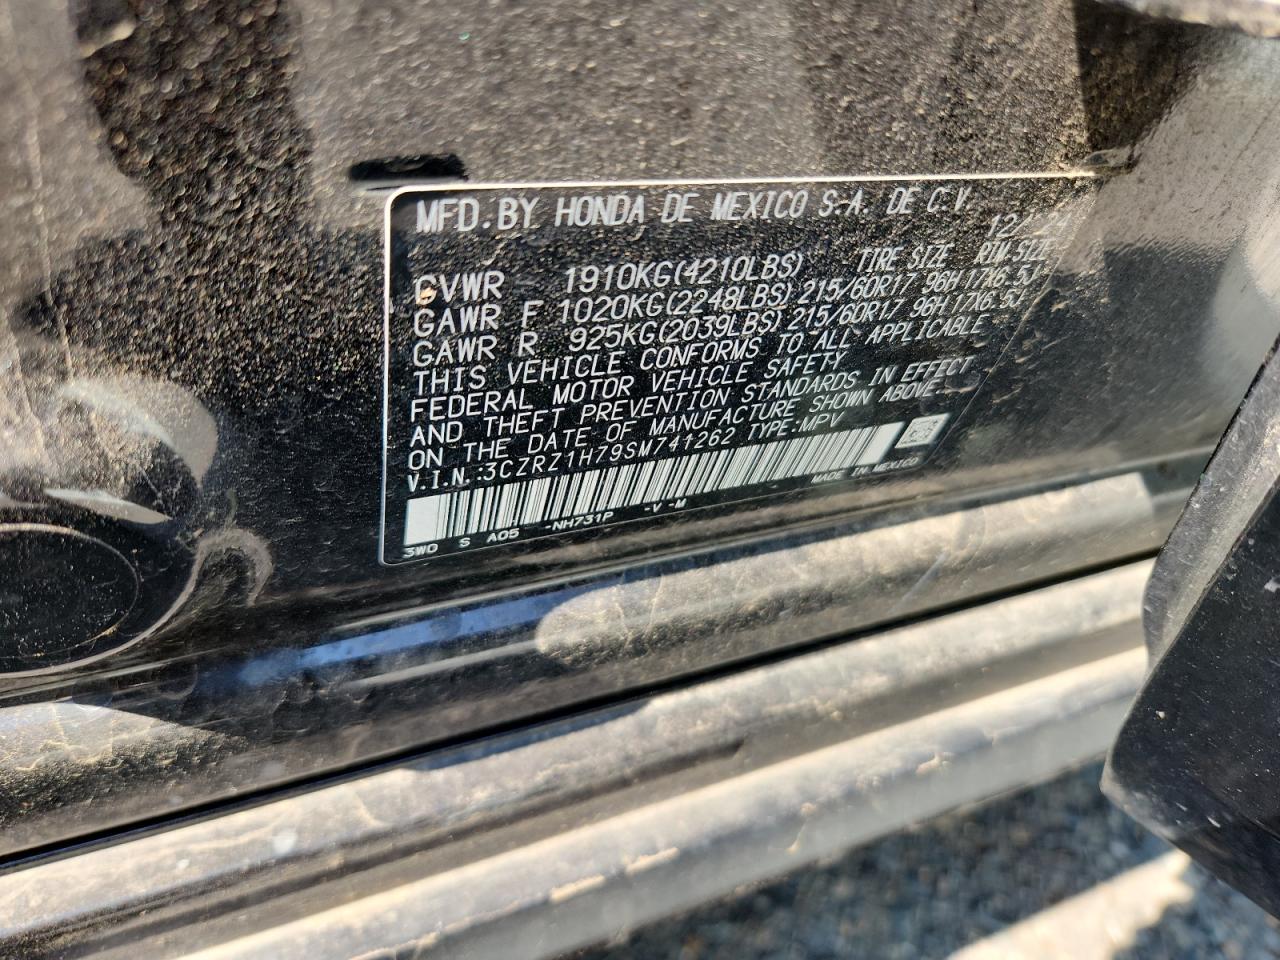 MFD. BY HONDA DE MEXICO S.A. DE C.V.
12/24
GVWR 1910KG(4210LBS) TIRE SIZE RIM SIZE
GAWR F 1020KG(2248LBS) 215/60R17 96H 17X6.5J
GAWR R 925KG(2039LBS) 215/60R17 96H 17X6.5J
THIS VEHICLE CONFORMS TO ALL APPLICABLE
FEDERAL MOTOR VEHICLE SAFETY
AND THEFT PREVENTION STANDARDS IN EFFECT
ON THE DATE OF MANUFACTURE SHOWN ABOVE.
V.I.N.:3CZRZ1H79SM741262 TYPE:MPV
3W0 S A05 -NH731P -V -M MADE IN MEXICO